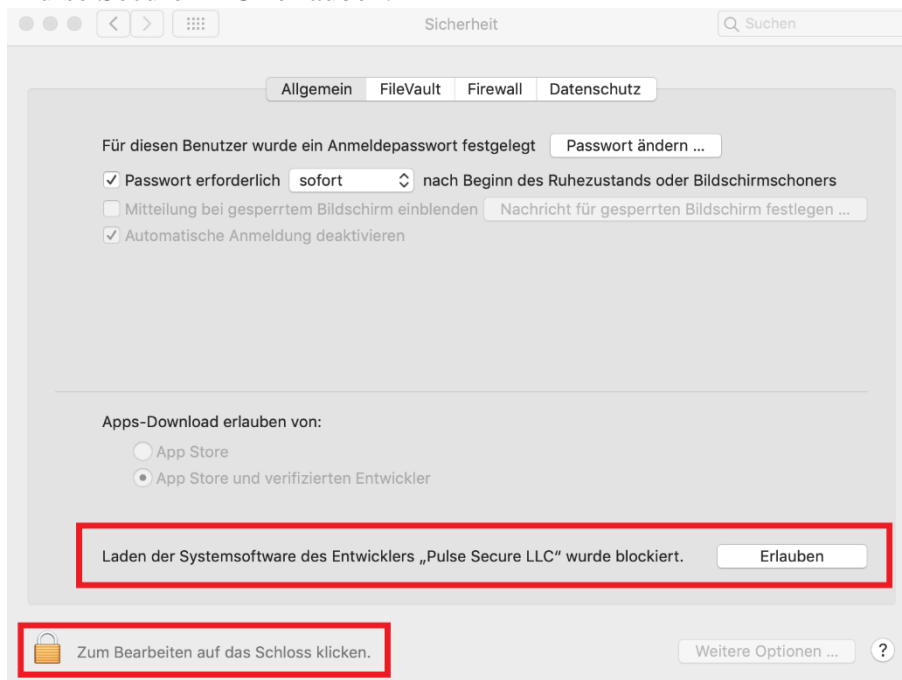 Sicherheit
Suchen
Allgemein FileVault Firewall Datenschutz
Für diesen Benutzer wurde ein Anmeldepasswort festgelegt Passwort ändern ...
Passwort erforderlich sofort nach Beginn des Ruhezustands oder Bildschirmschoners
Mitteilung bei gesperrtem Bildschirm einblenden Nachricht für gesperrten Bildschirm festlegen ...
Automatische Anmeldung deaktivieren
Apps-Download erlauben von:
App Store
App Store und verifizierten Entwickler
Laden der Systemsoftware des Entwicklers „Pulse Secure LLC“ wurde blockiert. Erlauben
Zum Bearbeiten auf das Schloss klicken. Weitere Optionen ... ?